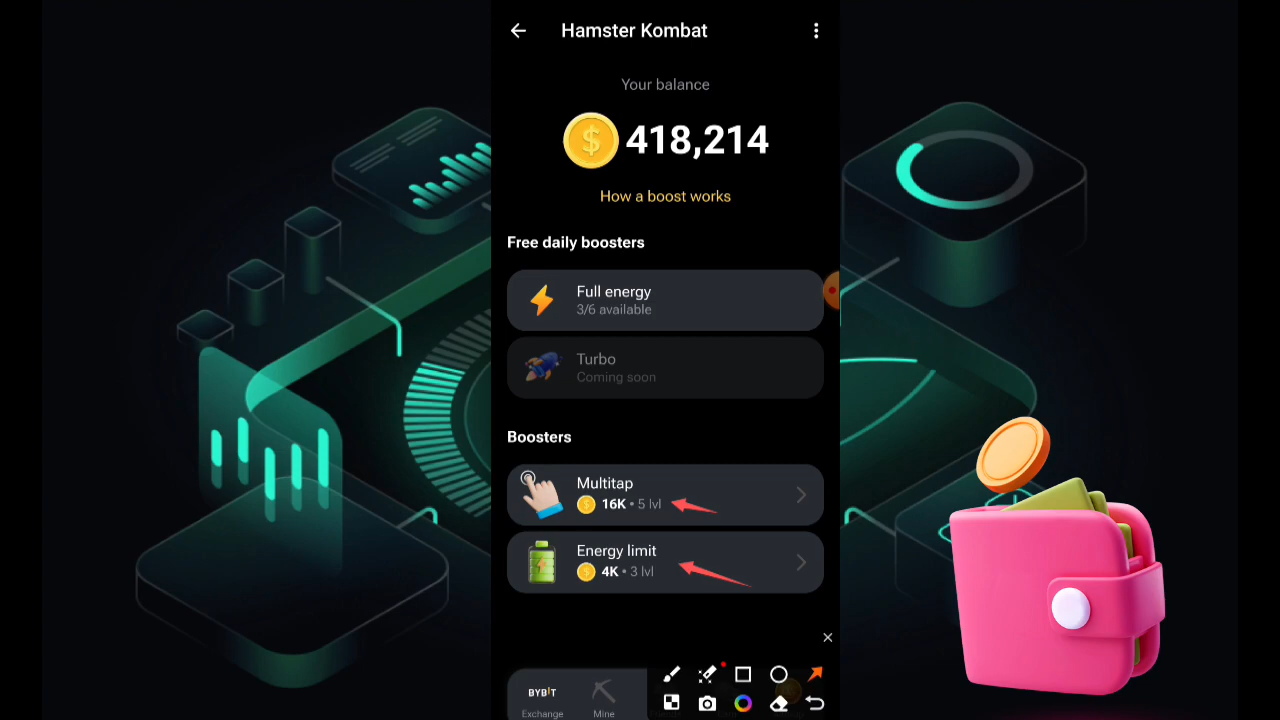 Hamster Kombat
Your balance
418,214
How a boost works
Free daily boosters
Full energy
3/6 available
Turbo
Coming soon
Boosters
Multitap
16K • 5 lvl
Energy limit
4K • 3 lvl
BYBIT
Exchange
Mine